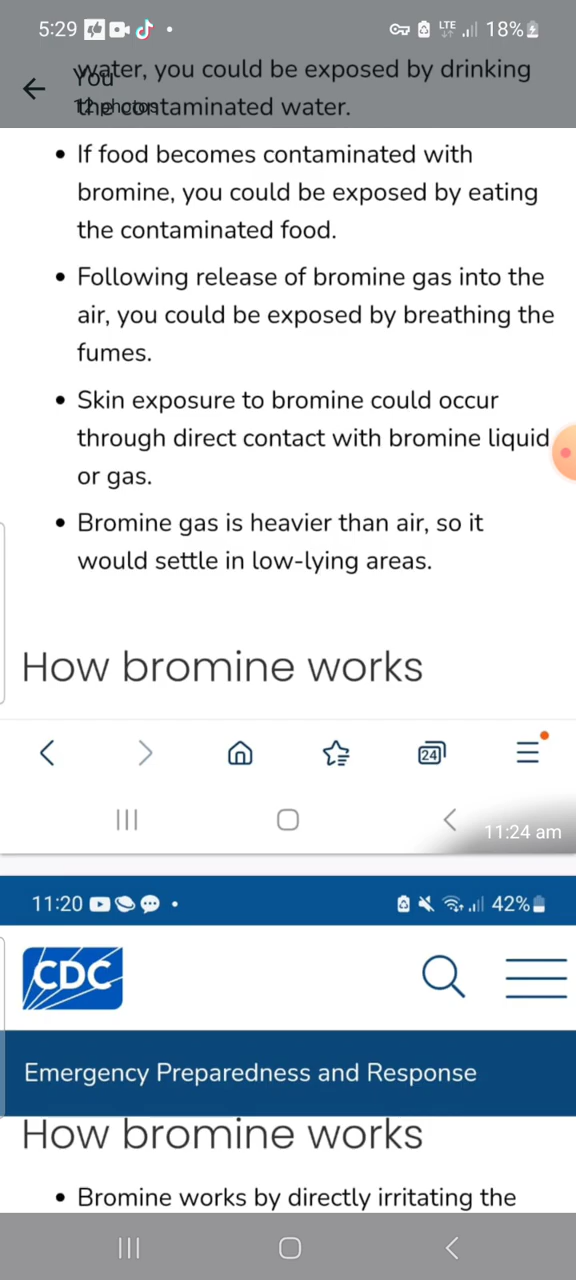 5:29 LTE 18%
water, you could be exposed by drinking
You
the contaminated water.
12 photos
• If food becomes contaminated with
bromine, you could be exposed by eating
the contaminated food.
• Following release of bromine gas into the
air, you could be exposed by breathing the
fumes.
• Skin exposure to bromine could occur
through direct contact with bromine liquid
or gas.
• Bromine gas is heavier than air, so it
would settle in low-lying areas.
How bromine works
24
11:24 am
11:20 42%
CDC
Emergency Preparedness and Response
How bromine works
• Bromine works by directly irritating the